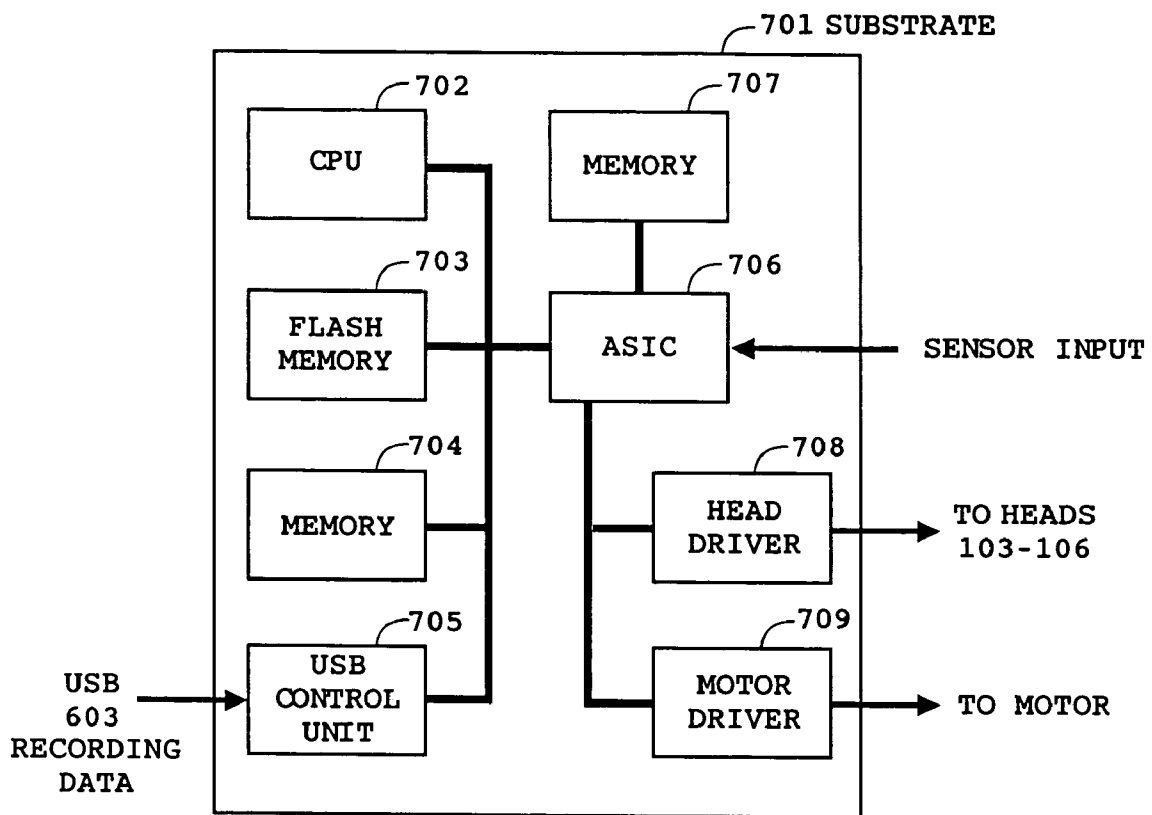 701 SUBSTRATE
702
CPU
707
MEMORY
703
FLASH
MEMORY
706
ASIC
SENSOR INPUT
704
MEMORY
708
HEAD
DRIVER
TO HEADS
103-106
705
USB
CONTROL
UNIT
USB
603
RECORDING
DATA
709
MOTOR
DRIVER
TO MOTOR